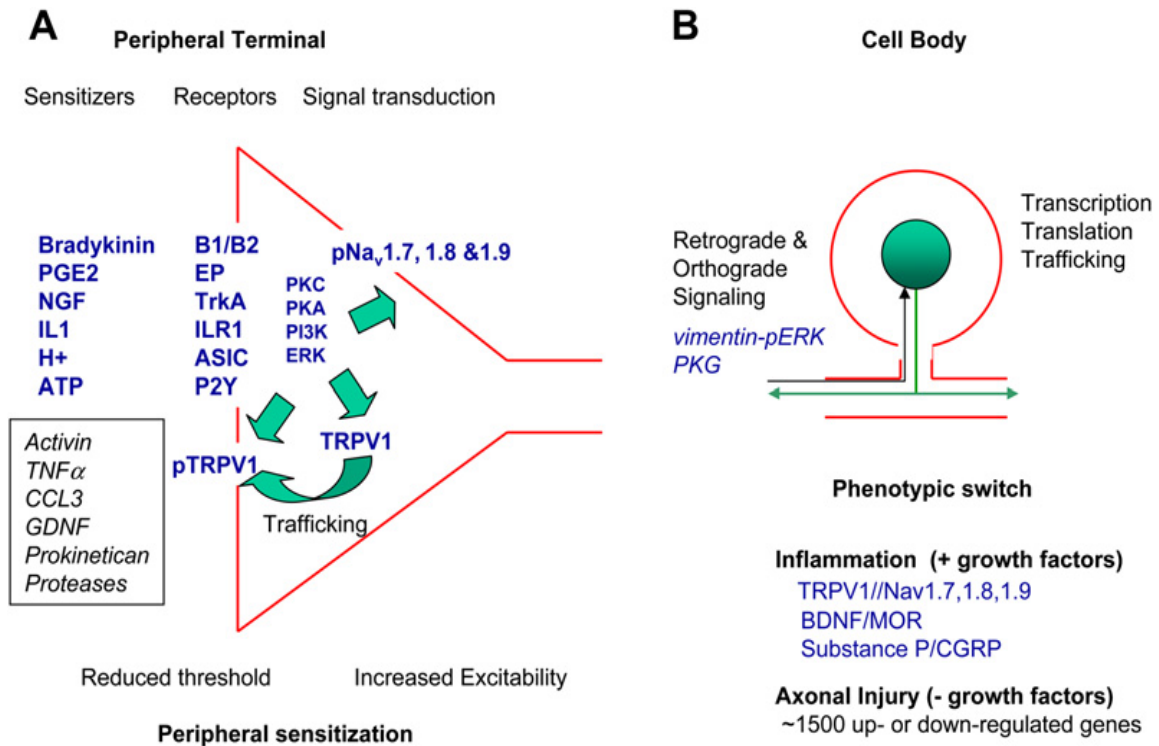 A
Peripheral Terminal
Sensitizers Receptors Signal transduction
Bradykinin
PGE2
NGF
IL1
H+
ATP
B1/B2
EP
TrkA
ILR1
ASIC
P2Y
PKC
PKA
PI3K
ERK
pNav1.7, 1.8 &1.9
Activin
TNFα
CCL3
GDNF
Prokinetican
Proteases
pTRPV1
TRPV1
Trafficking
Reduced threshold Increased Excitability
Peripheral sensitization
B
Cell Body
Retrograde &
Orthograde
Signaling
vimentin-pERK
PKG
Transcription
Translation
Trafficking
Phenotypic switch
Inflammation (+ growth factors)
TRPV1//Nav1.7,1.8,1.9
BDNF/MOR
Substance P/CGRP
Axonal Injury (- growth factors)
~1500 up- or down-regulated genes